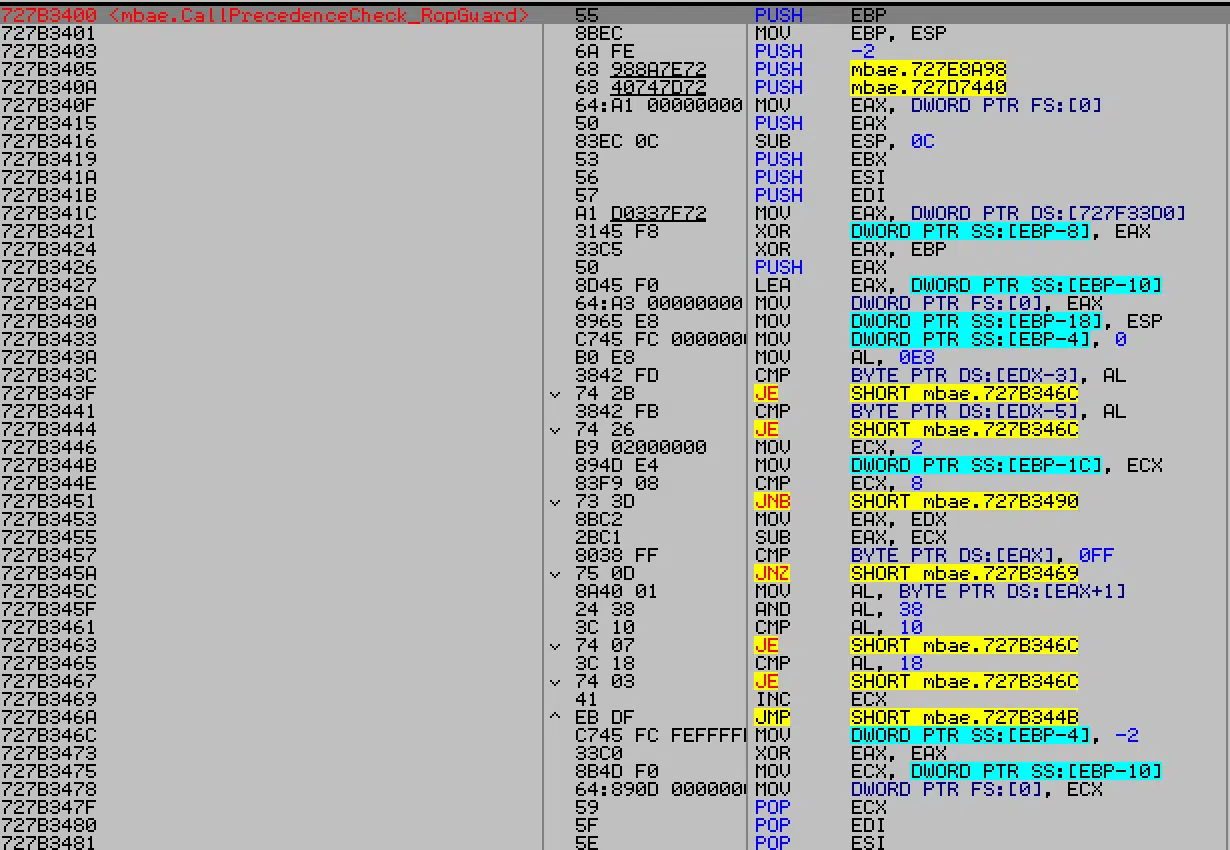 727B3400 <mbae.CallPrecedenceCheck_RopGuard> 55 PUSH EBP
727B3401 8BEC MOV EBP, ESP
727B3403 6A FE PUSH -2
727B3405 68 988A7E72 PUSH mbae.727E8A98
727B340A 68 40747D72 PUSH mbae.727D7440
727B340F 64:A1 00000000 MOV EAX, DWORD PTR FS:[0]
727B3415 50 PUSH EAX
727B3416 83EC 0C SUB ESP, 0C
727B3419 53 PUSH EBX
727B341A 56 PUSH ESI
727B341B 57 PUSH EDI
727B341C A1 D0337F72 MOV EAX, DWORD PTR DS:[727F33D0]
727B3421 3145 F8 XOR DWORD PTR SS:[EBP-8], EAX
727B3424 33C5 XOR EAX, EBP
727B3426 50 PUSH EAX
727B3427 8D45 F0 LEA EAX, DWORD PTR SS:[EBP-10]
727B342A 64:A3 00000000 MOV DWORD PTR FS:[0], EAX
727B3430 8965 E8 MOV DWORD PTR SS:[EBP-18], ESP
727B3433 C745 FC 0000000 MOV DWORD PTR SS:[EBP-4], 0
727B343A B0 E8 MOV AL, 0E8
727B343C 3842 FD CMP BYTE PTR DS:[EDX-3], AL
727B343F ˅ 74 2B JE SHORT mbae.727B346C
727B3441 3842 FB CMP BYTE PTR DS:[EDX-5], AL
727B3444 ˅ 74 26 JE SHORT mbae.727B346C
727B3446 B9 02000000 MOV ECX, 2
727B344B 894D E4 MOV DWORD PTR SS:[EBP-1C], ECX
727B344E 83F9 08 CMP ECX, 8
727B3451 ˅ 73 3D JNB SHORT mbae.727B3490
727B3453 8BC2 MOV EAX, EDX
727B3455 2BC1 SUB EAX, ECX
727B3457 8038 FF CMP BYTE PTR DS:[EAX], 0FF
727B345A ˅ 75 0D JNZ SHORT mbae.727B3469
727B345C 8A40 01 MOV AL, BYTE PTR DS:[EAX+1]
727B345F 24 38 AND AL, 38
727B3461 3C 10 CMP AL, 10
727B3463 ˅ 74 07 JE SHORT mbae.727B346C
727B3465 3C 18 CMP AL, 18
727B3467 ˅ 74 03 JE SHORT mbae.727B346C
727B3469 41 INC ECX
727B346A ^ EB DF JMP SHORT mbae.727B344B
727B346C C745 FC FEFFFF MOV DWORD PTR SS:[EBP-4], -2
727B3473 33C0 XOR EAX, EAX
727B3475 8B4D F0 MOV ECX, DWORD PTR SS:[EBP-10]
727B3478 64:890D 000000 MOV DWORD PTR FS:[0], ECX
727B347F 59 POP ECX
727B3480 5F POP EDI
727B3481 5E POP ESI